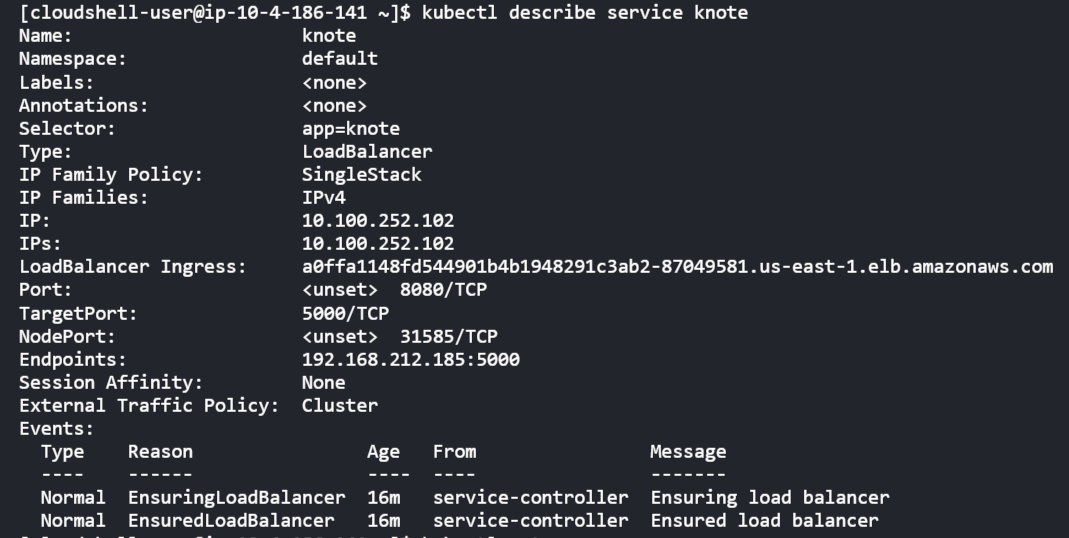 [cloudshell-user@ip-10-4-186-141 ~]$ kubectl describe service knote
Name:                     knote
Namespace:                default
Labels:                   <none>
Annotations:              <none>
Selector:                 app=knote
Type:                     LoadBalancer
IP Family Policy:         SingleStack
IP Families:              IPv4
IP:                       10.100.252.102
IPs:                      10.100.252.102
LoadBalancer Ingress:     a0ffa1148fd544901b4b1948291c3ab2-87049581.us-east-1.elb.amazonaws.com
Port:                     <unset>  8080/TCP
TargetPort:               5000/TCP
NodePort:                 <unset>  31585/TCP
Endpoints:                192.168.212.185:5000
Session Affinity:         None
External Traffic Policy:  Cluster
Events:
  Type    Reason                Age   From                Message
  ----    ------                ----  ----                -------
  Normal  EnsuringLoadBalancer  16m   service-controller  Ensuring load balancer
  Normal  EnsuredLoadBalancer   16m   service-controller  Ensured load balancer